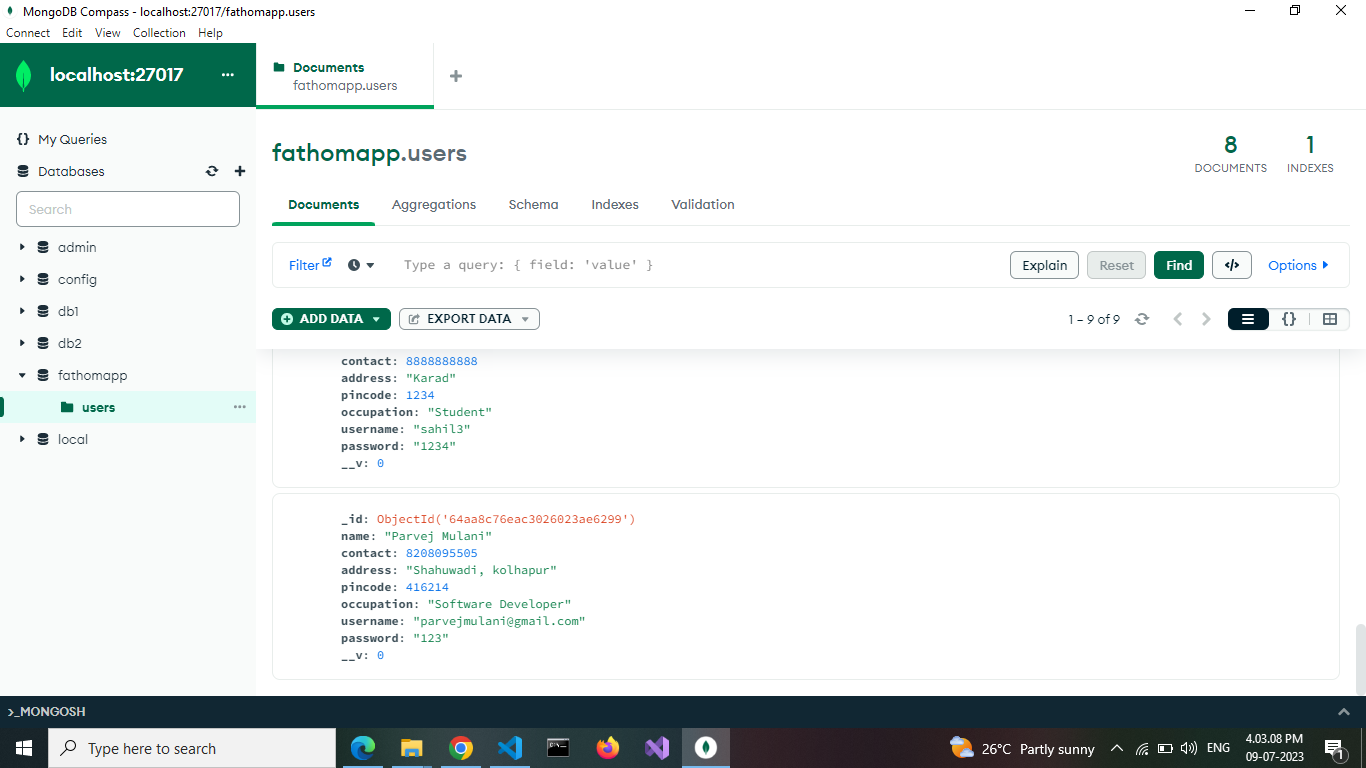 MongoDB Compass - localhost:27017/fathomapp.users
Connect Edit View Collection Help
localhost:27017 ...
Documents
fathomapp.users
+
{} My Queries
Databases
Search
admin
config
db1
db2
fathomapp
users ...
local
fathomapp.users
8
DOCUMENTS
1
INDEXES
Documents Aggregations Schema Indexes Validation
Filter Type a query: { field: 'value' } Explain Reset Find </> Options
ADD DATA EXPORT DATA 1 – 9 of 9 {}
contact: 8888888888
address: "Karad"
pincode: 1234
occupation: "Student"
username: "sahil3"
password: "1234"
__v: 0
_id: ObjectId('64aa8c76eac3026023ae6299')
name: "Parvej Mulani"
contact: 8208095505
address: "Shahuwadi, kolhapur"
pincode: 416214
occupation: "Software Developer"
username: "parvejmulani@gmail.com"
password: "123"
__v: 0
>_MONGOSH
Type here to search
26°C Partly sunny
ENG
4.03.08 PM
09-07-2023
1